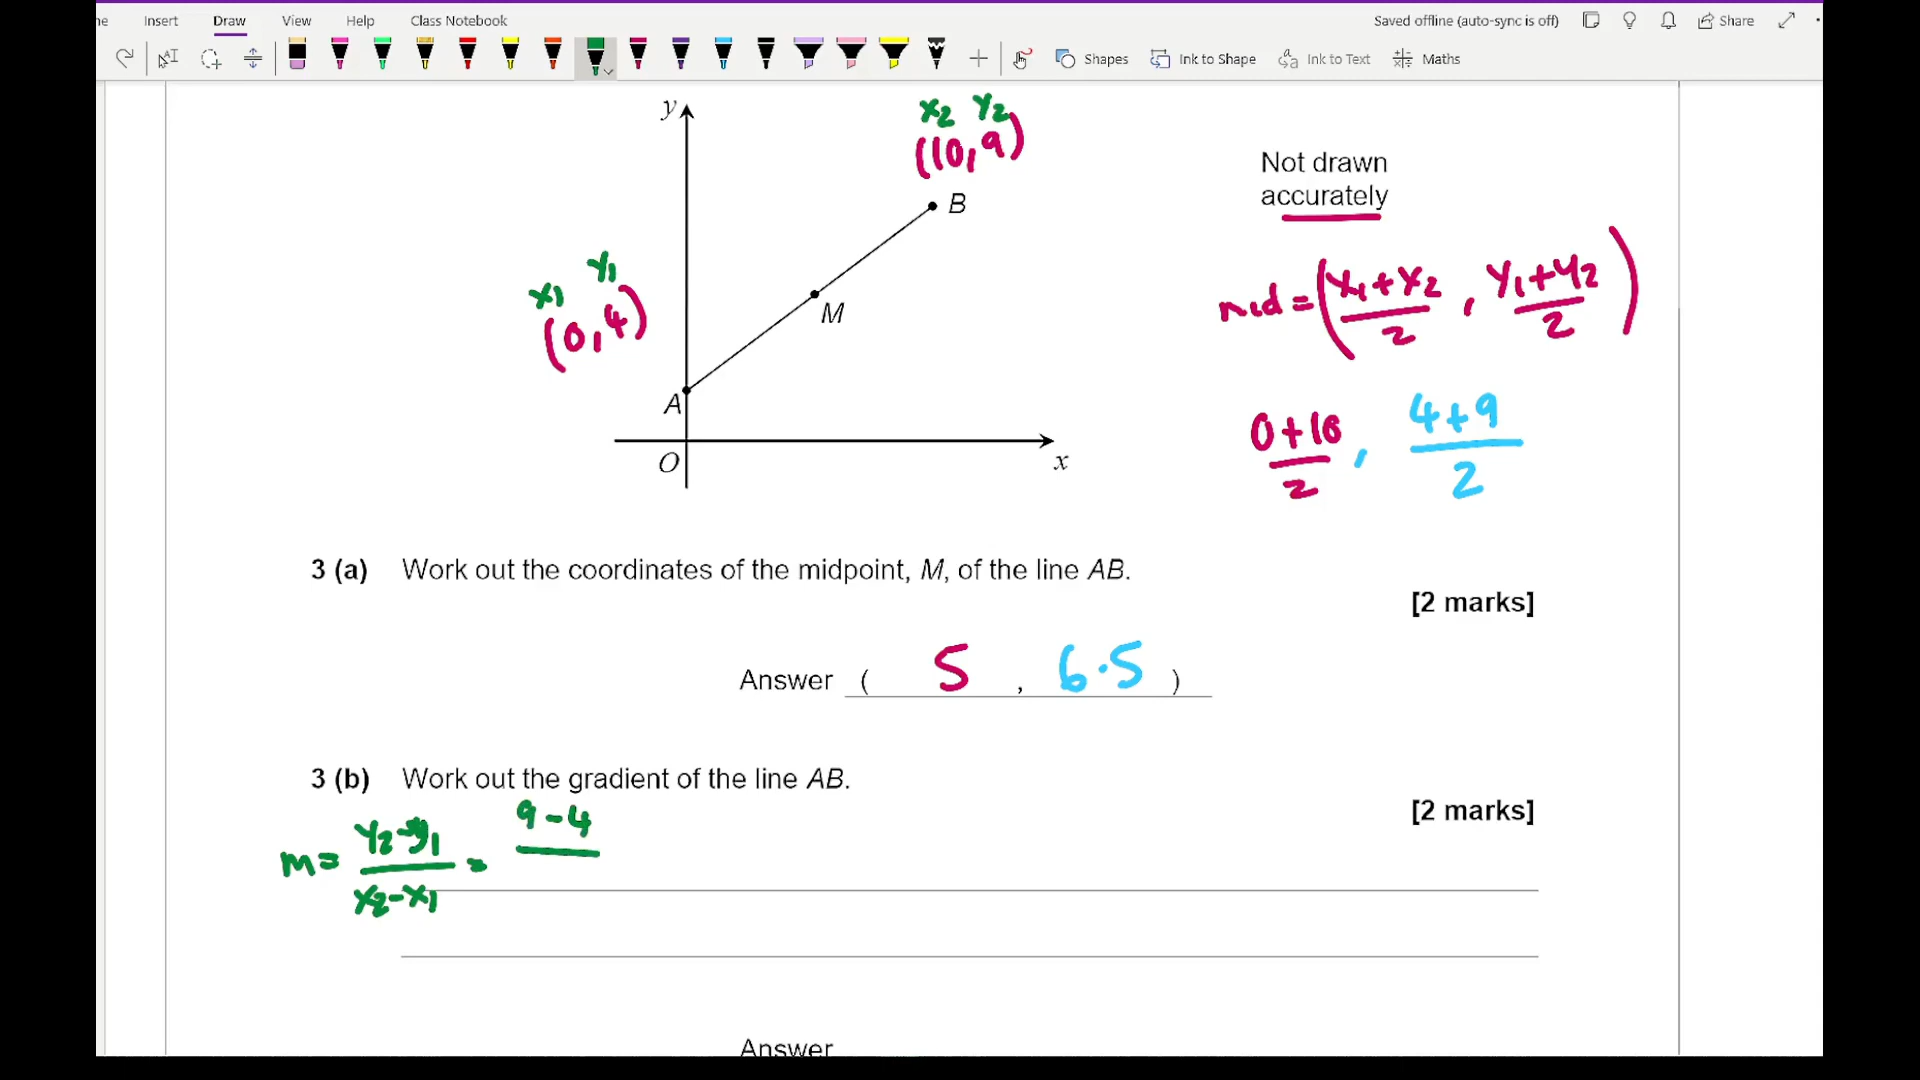 Insert Draw View Help Class Notebook Saved offline (auto-sync is off) Share
Shapes Ink to Shape Ink to Text Maths
y
x2 y2
(10,9)
Not drawn
accurately
B
x1 y1
(0,4)
M
mid = (x1+x2/2, y1+y2/2)
A
0+10/2, 4+9/2
O
x
3 (a) Work out the coordinates of the midpoint, M, of the line AB.
[2 marks]
Answer ( 5 , 6.5 )
3 (b) Work out the gradient of the line AB.
[2 marks]
m = y2-y1/x2-x1 = 9-4
Answer